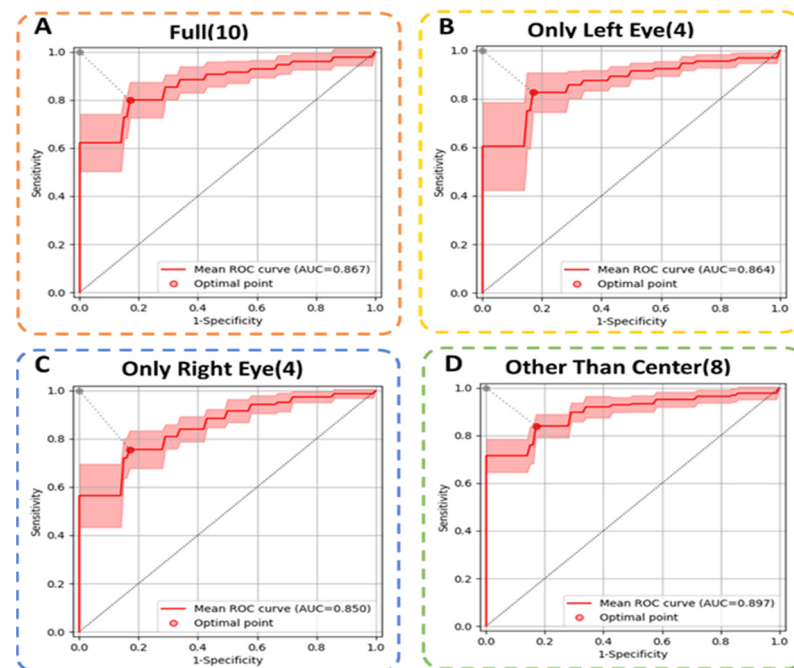 A
Full(10)
1.0
0.8
0.6
0.4
0.2
0.0
Sensitivity
Mean ROC curve (AUC=0.867)
Optimal point
0.0 0.2 0.4 0.6 0.8 1.0
1-Specificity
B
Only Left Eye(4)
1.0
0.8
0.6
0.4
0.2
0.0
Sensitivity
Mean ROC curve (AUC=0.864)
Optimal point
0.0 0.2 0.4 0.6 0.8 1.0
1-Specificity
C
Only Right Eye(4)
1.0
0.8
0.6
0.4
0.2
0.0
Sensitivity
Mean ROC curve (AUC=0.850)
Optimal point
0.0 0.2 0.4 0.6 0.8 1.0
1-Specificity
D
Other Than Center(8)
1.0
0.8
0.6
0.4
0.2
0.0
Sensitivity
Mean ROC curve (AUC=0.897)
Optimal point
0.0 0.2 0.4 0.6 0.8 1.0
1-Specificity